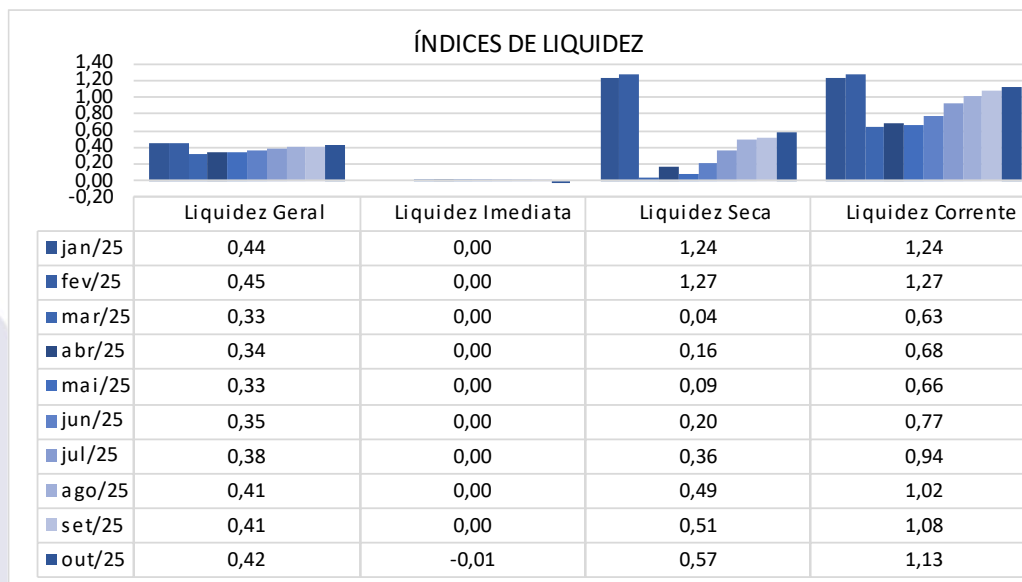 ÍNDICES DE LIQUIDEZ
1,40
1,20
1,00
0,80
0,60
0,40
0,20
0,00
-0,20
Liquidez Geral Liquidez Imediata Liquidez Seca Liquidez Corrente
jan/25 0,44 0,00 1,24 1,24
fev/25 0,45 0,00 1,27 1,27
mar/25 0,33 0,00 0,04 0,63
abr/25 0,34 0,00 0,16 0,68
mai/25 0,33 0,00 0,09 0,66
jun/25 0,35 0,00 0,20 0,77
jul/25 0,38 0,00 0,36 0,94
ago/25 0,41 0,00 0,49 1,02
set/25 0,41 0,00 0,51 1,08
out/25 0,42 -0,01 0,57 1,13